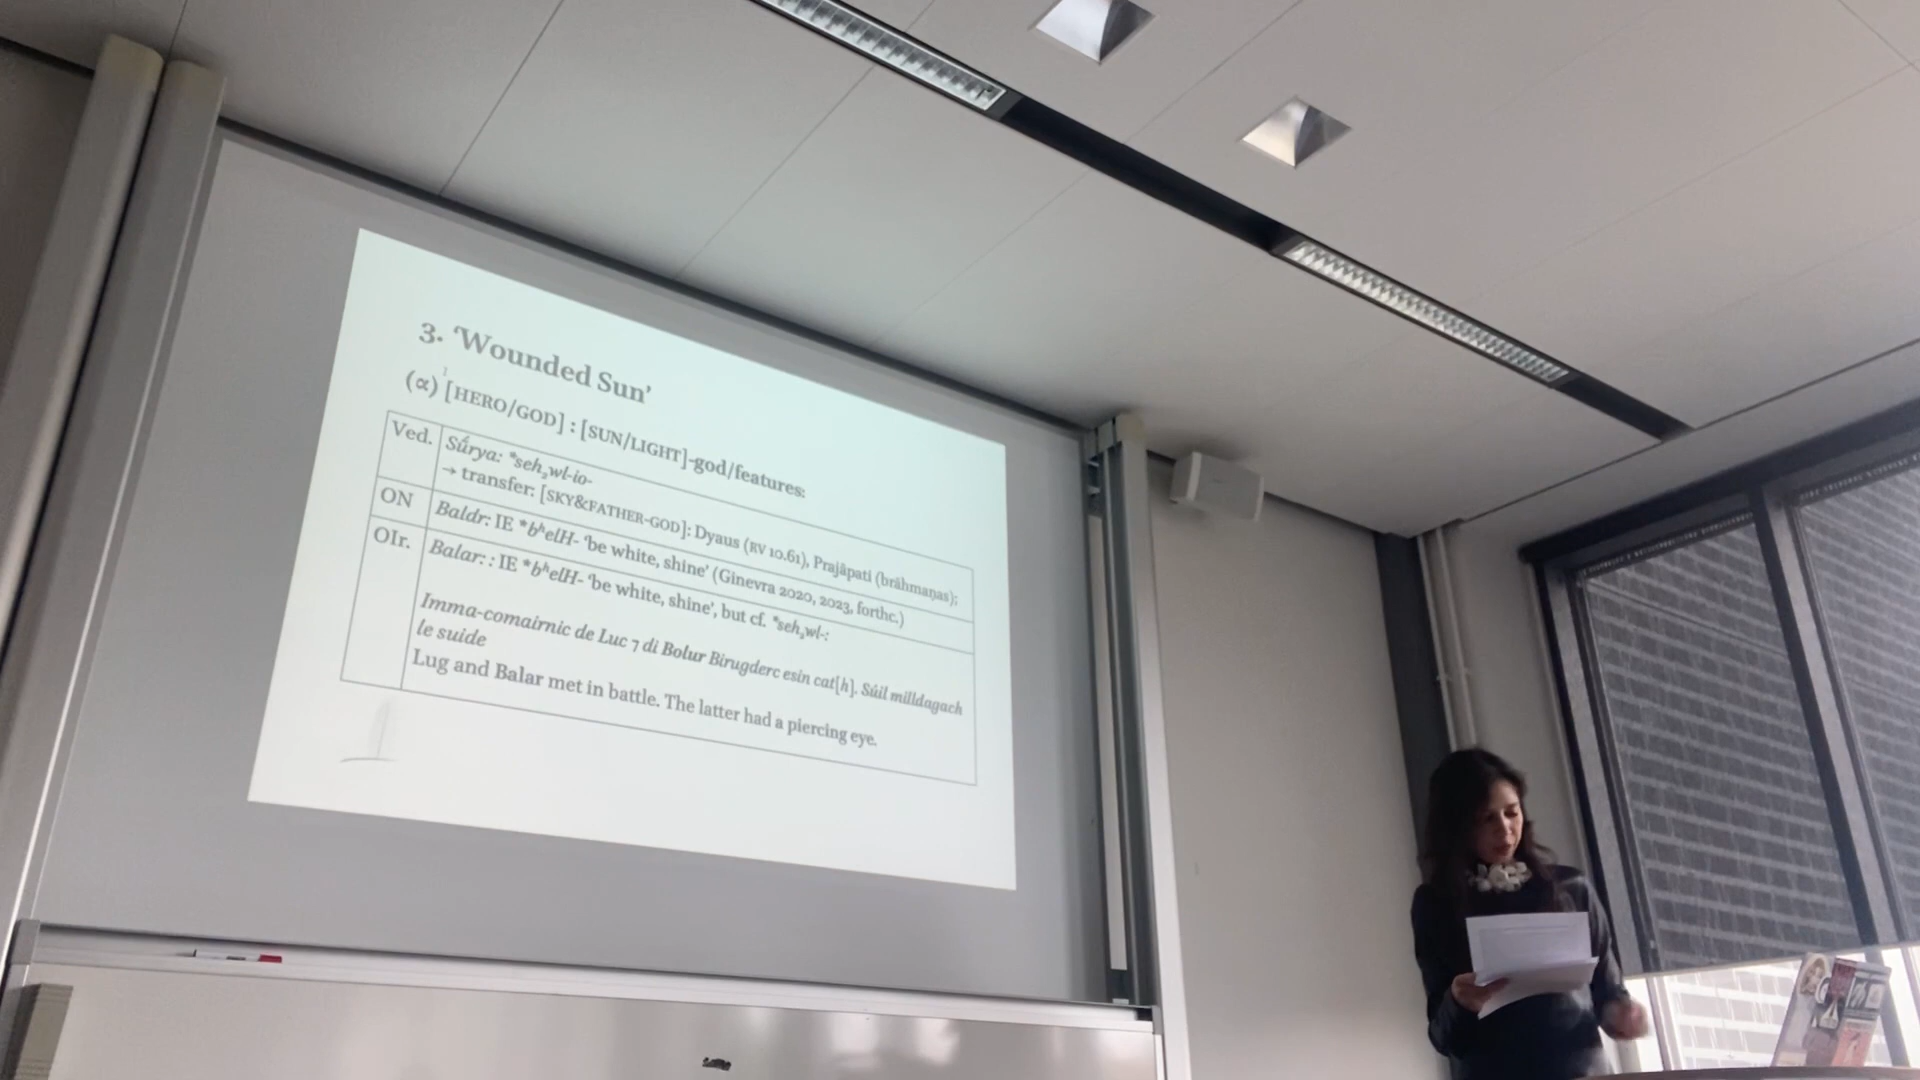 3. ‘Wounded Sun’
(α) [HERO/GOD] : [SUN/LIGHT]-god/features:
Ved. Sū́rya: *seh₂wl-io-
→ transfer: [SKY&FATHER-GOD]: Dyaus (RV 10.61), Prajāpati (brāhmaṇas);
ON Baldr: IE *bʰelH- ‘be white, shine’ (Ginevra 2020, 2023, forthc.)
OIr. Balar: : IE *bʰelH- ‘be white, shine’, but cf. *seh₂wl-:
Imma-comairnic de Luc ⁊ di Bolur Birugderc esin cat[h]. Súil milldagach
le suide
Lug and Balar met in battle. The latter had a piercing eye.